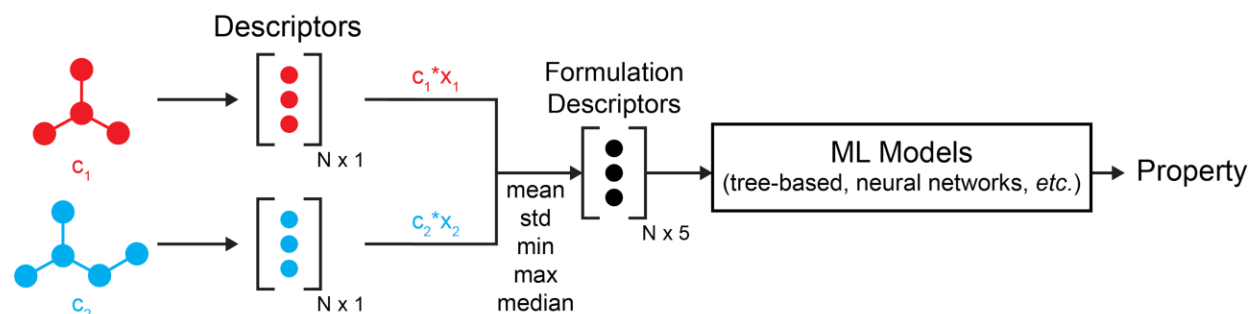 Descriptors
c₁
N x 1
c₁*x₁
c₂
N x 1
c₂*x₂
mean
std
min
max
median
Formulation
Descriptors
N x 5
ML Models
(tree-based, neural networks, etc.)
Property